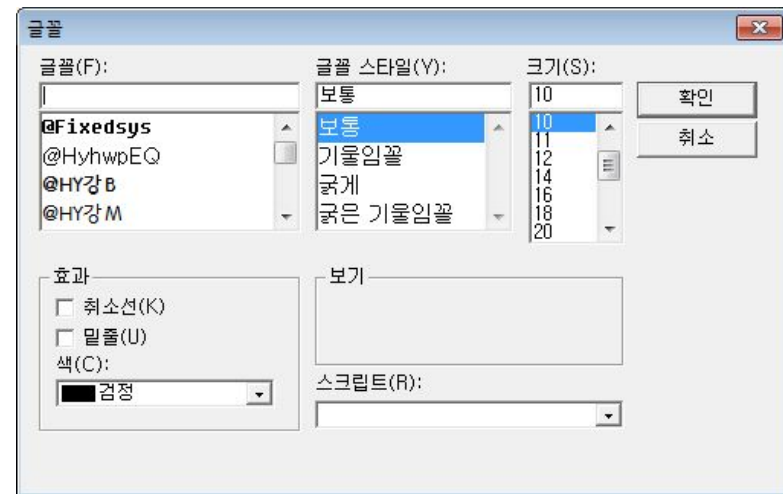 글꼴
글꼴(F):
글꼴 스타일(Y):
크기(S):
보통
10
확인
@Fixedsys
@HyhwpEQ
@HY강B
@HY강M
보통
기울임꼴
굵게
굵은 기울임꼴
10
11
12
14
16
18
20
취소
효과
취소선(K)
밑줄(U)
색(C):
검정
보기
스크립트(R):